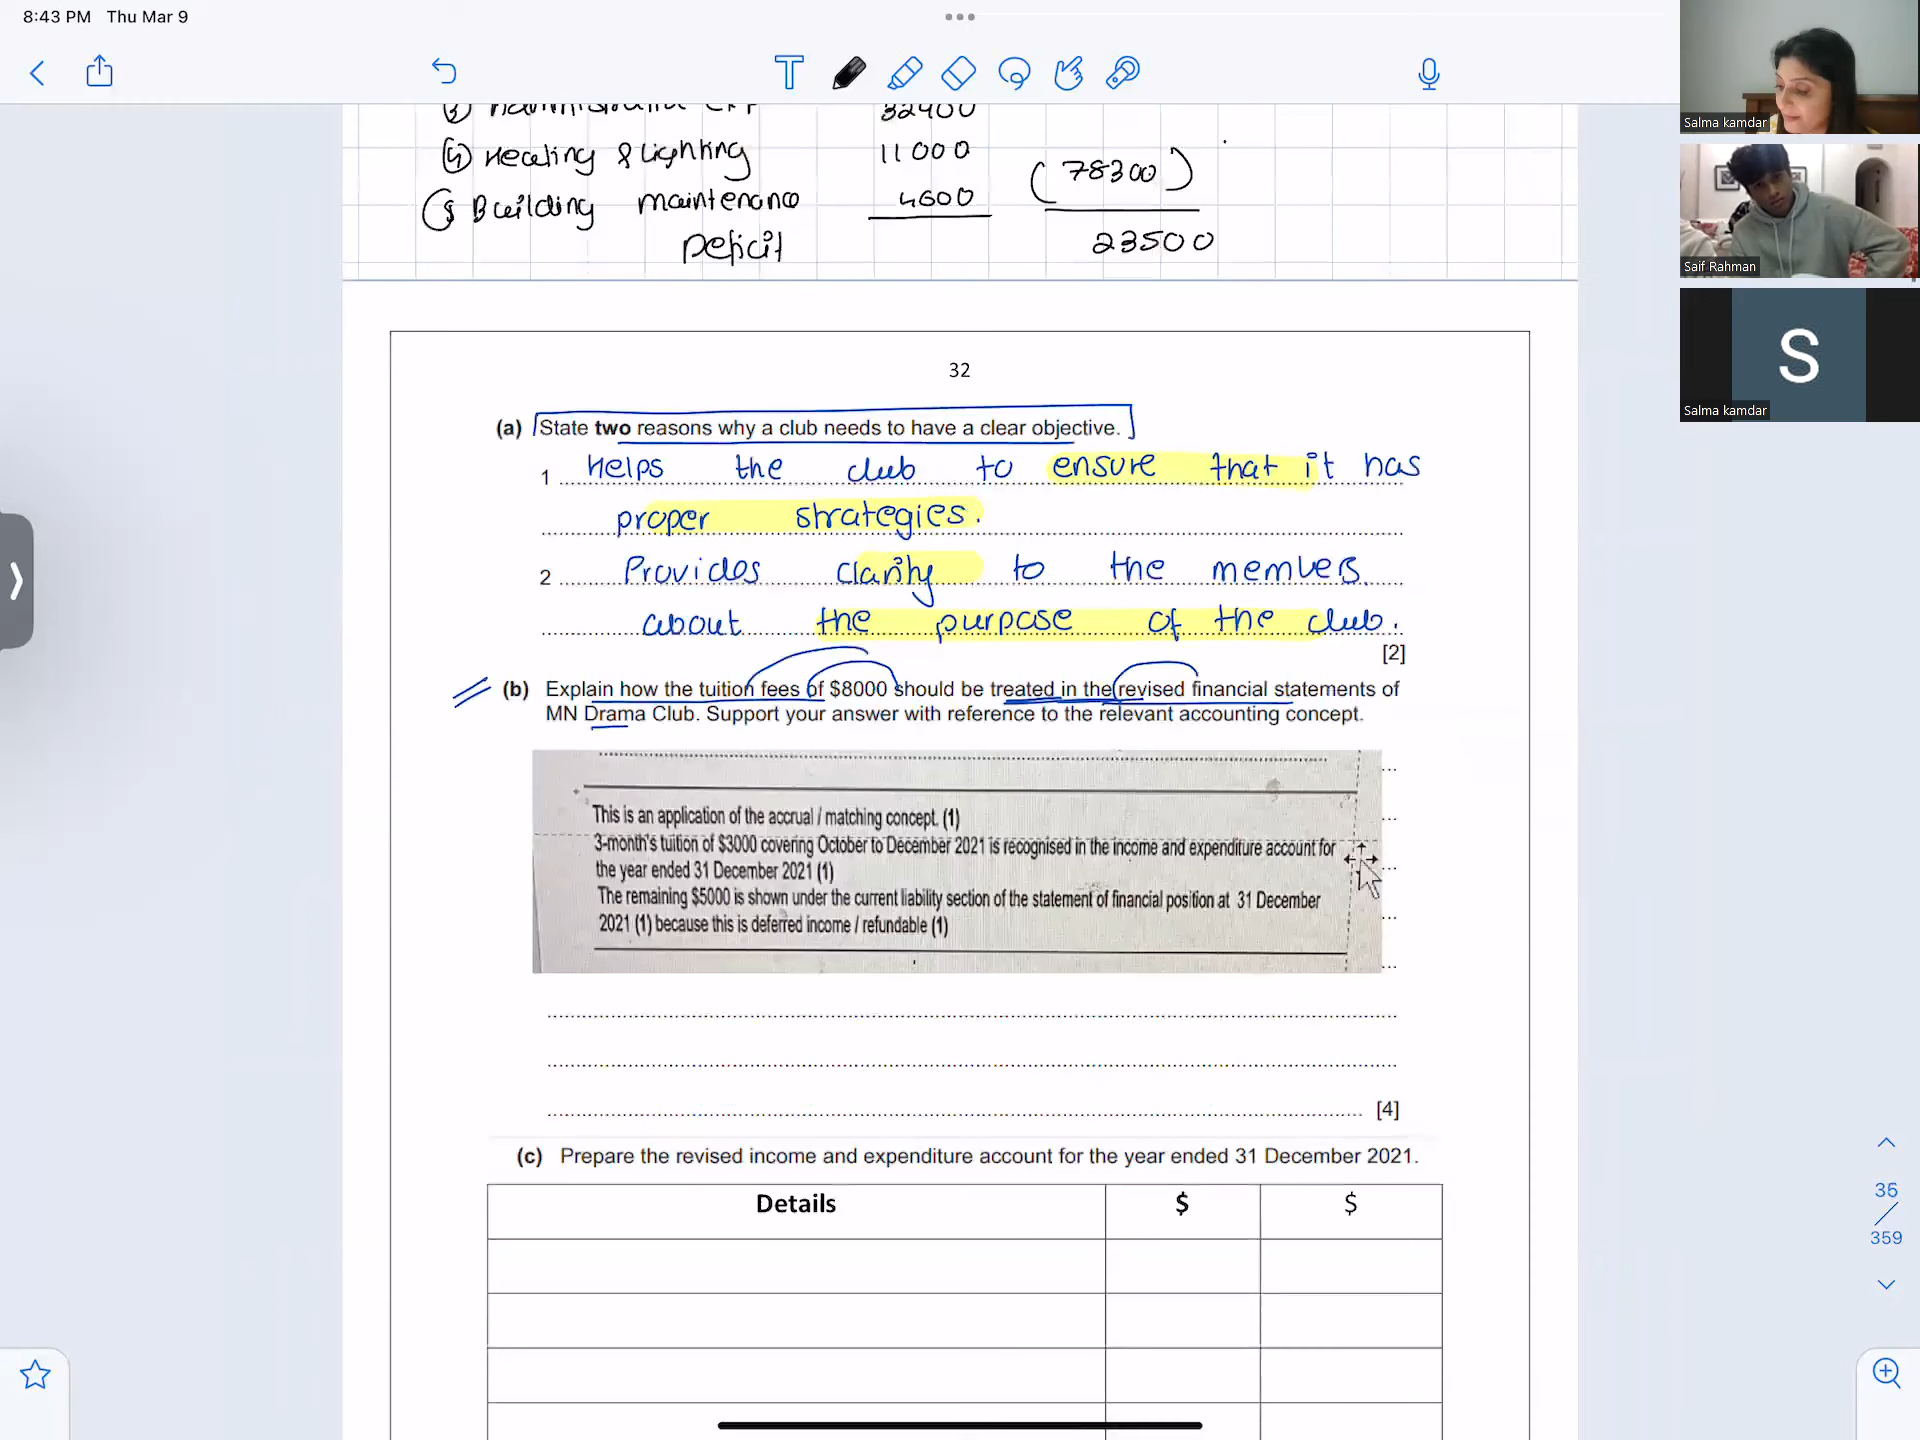 8:43 PM Thu Mar 9
32400
④ Heating & Lighting 11000 (78300)
⑤ Building maintenance 4600
Deficit 23500
32
(a) State two reasons why a club needs to have a clear objective.
1 Helps the club to ensure that it has
proper strategies.
2 Provides clarity to the members
about the purpose of the club.
[2]
(b) Explain how the tuition fees of $8000 should be treated in the revised financial statements of
MN Drama Club. Support your answer with reference to the relevant accounting concept.
This is an application of the accrual / matching concept. (1)
3-month's tuition of $3000 covering October to December 2021 is recognised in the income and expenditure account for
the year ended 31 December 2021 (1)
The remaining $5000 is shown under the current liability section of the statement of financial position at 31 December
2021 (1) because this is deferred income / refundable (1)
[4]
(c) Prepare the revised income and expenditure account for the year ended 31 December 2021.
Details $ $
Salma kamdar
Saif Rahman
S
Salma kamdar
35
359